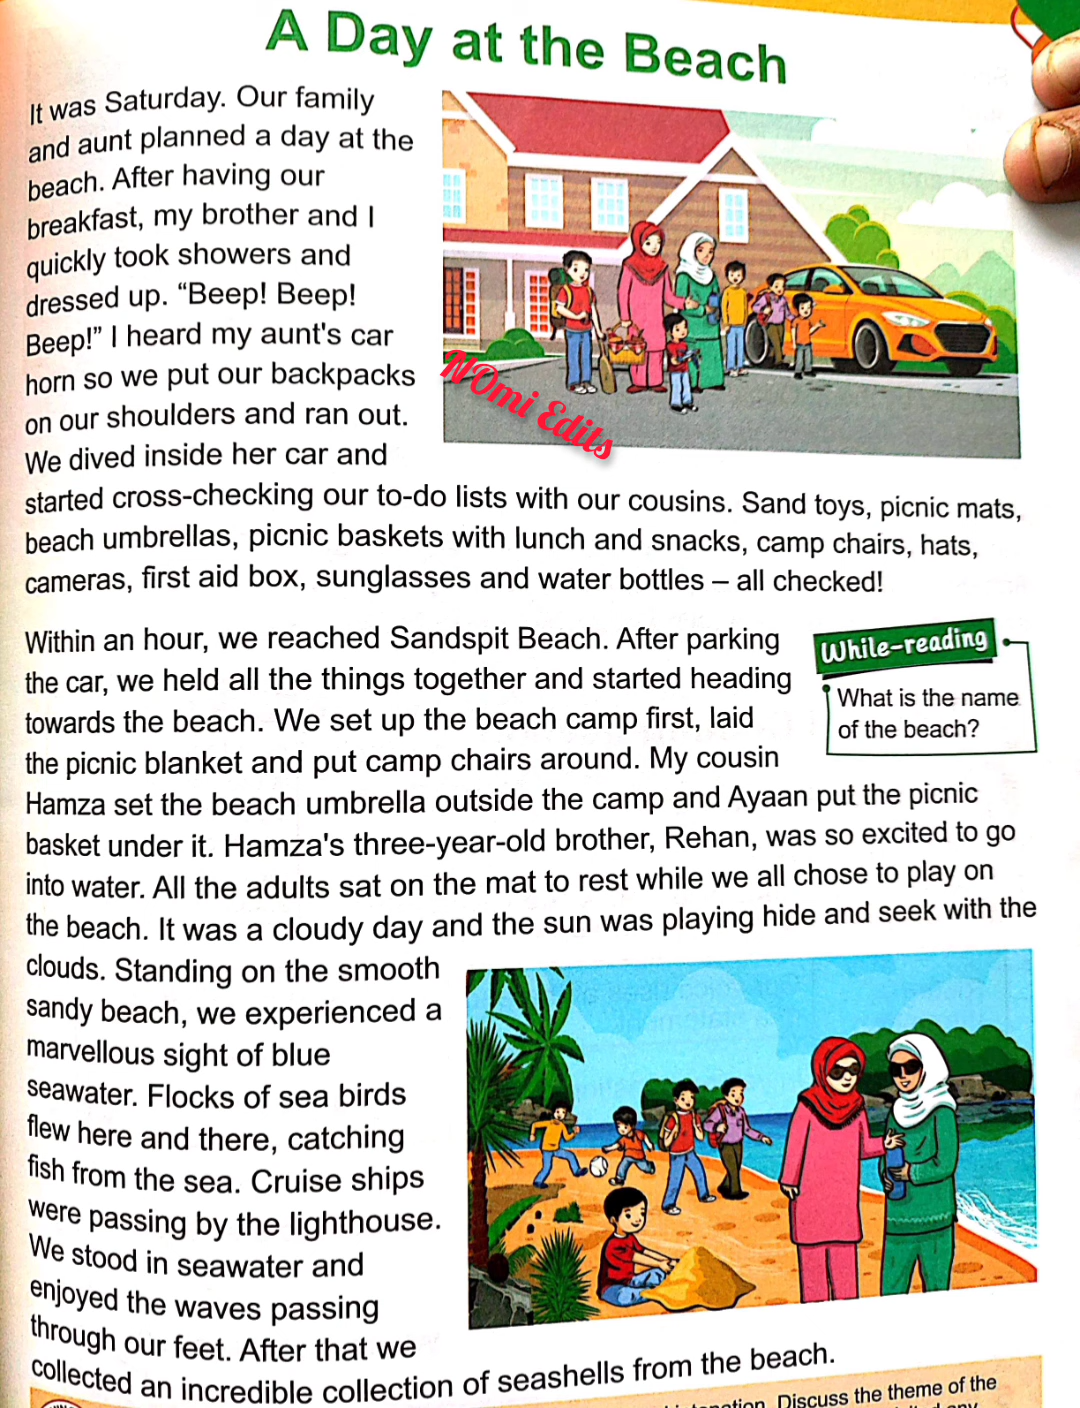 A Day at the Beach
It was Saturday. Our family
and aunt planned a day at the
beach. After having our
breakfast, my brother and I
quickly took showers and
dressed up. “Beep! Beep!
Beep!” I heard my aunt's car
horn so we put our backpacks
on our shoulders and ran out.
We dived inside her car and
started cross-checking our to-do lists with our cousins. Sand toys, picnic mats,
beach umbrellas, picnic baskets with lunch and snacks, camp chairs, hats,
cameras, first aid box, sunglasses and water bottles – all checked!
NOmi Edits
Within an hour, we reached Sandspit Beach. After parking
the car, we held all the things together and started heading
towards the beach. We set up the beach camp first, laid
the picnic blanket and put camp chairs around. My cousin
Hamza set the beach umbrella outside the camp and Ayaan put the picnic
basket under it. Hamza's three-year-old brother, Rehan, was so excited to go
into water. All the adults sat on the mat to rest while we all chose to play on
the beach. It was a cloudy day and the sun was playing hide and seek with the
clouds. Standing on the smooth
sandy beach, we experienced a
marvellous sight of blue
seawater. Flocks of sea birds
flew here and there, catching
fish from the sea. Cruise ships
were passing by the lighthouse.
We stood in seawater and
enjoyed the waves passing
through our feet. After that we
collected an incredible collection of seashells from the beach.
While-reading
What is the name
of the beach?
Discuss the theme of the